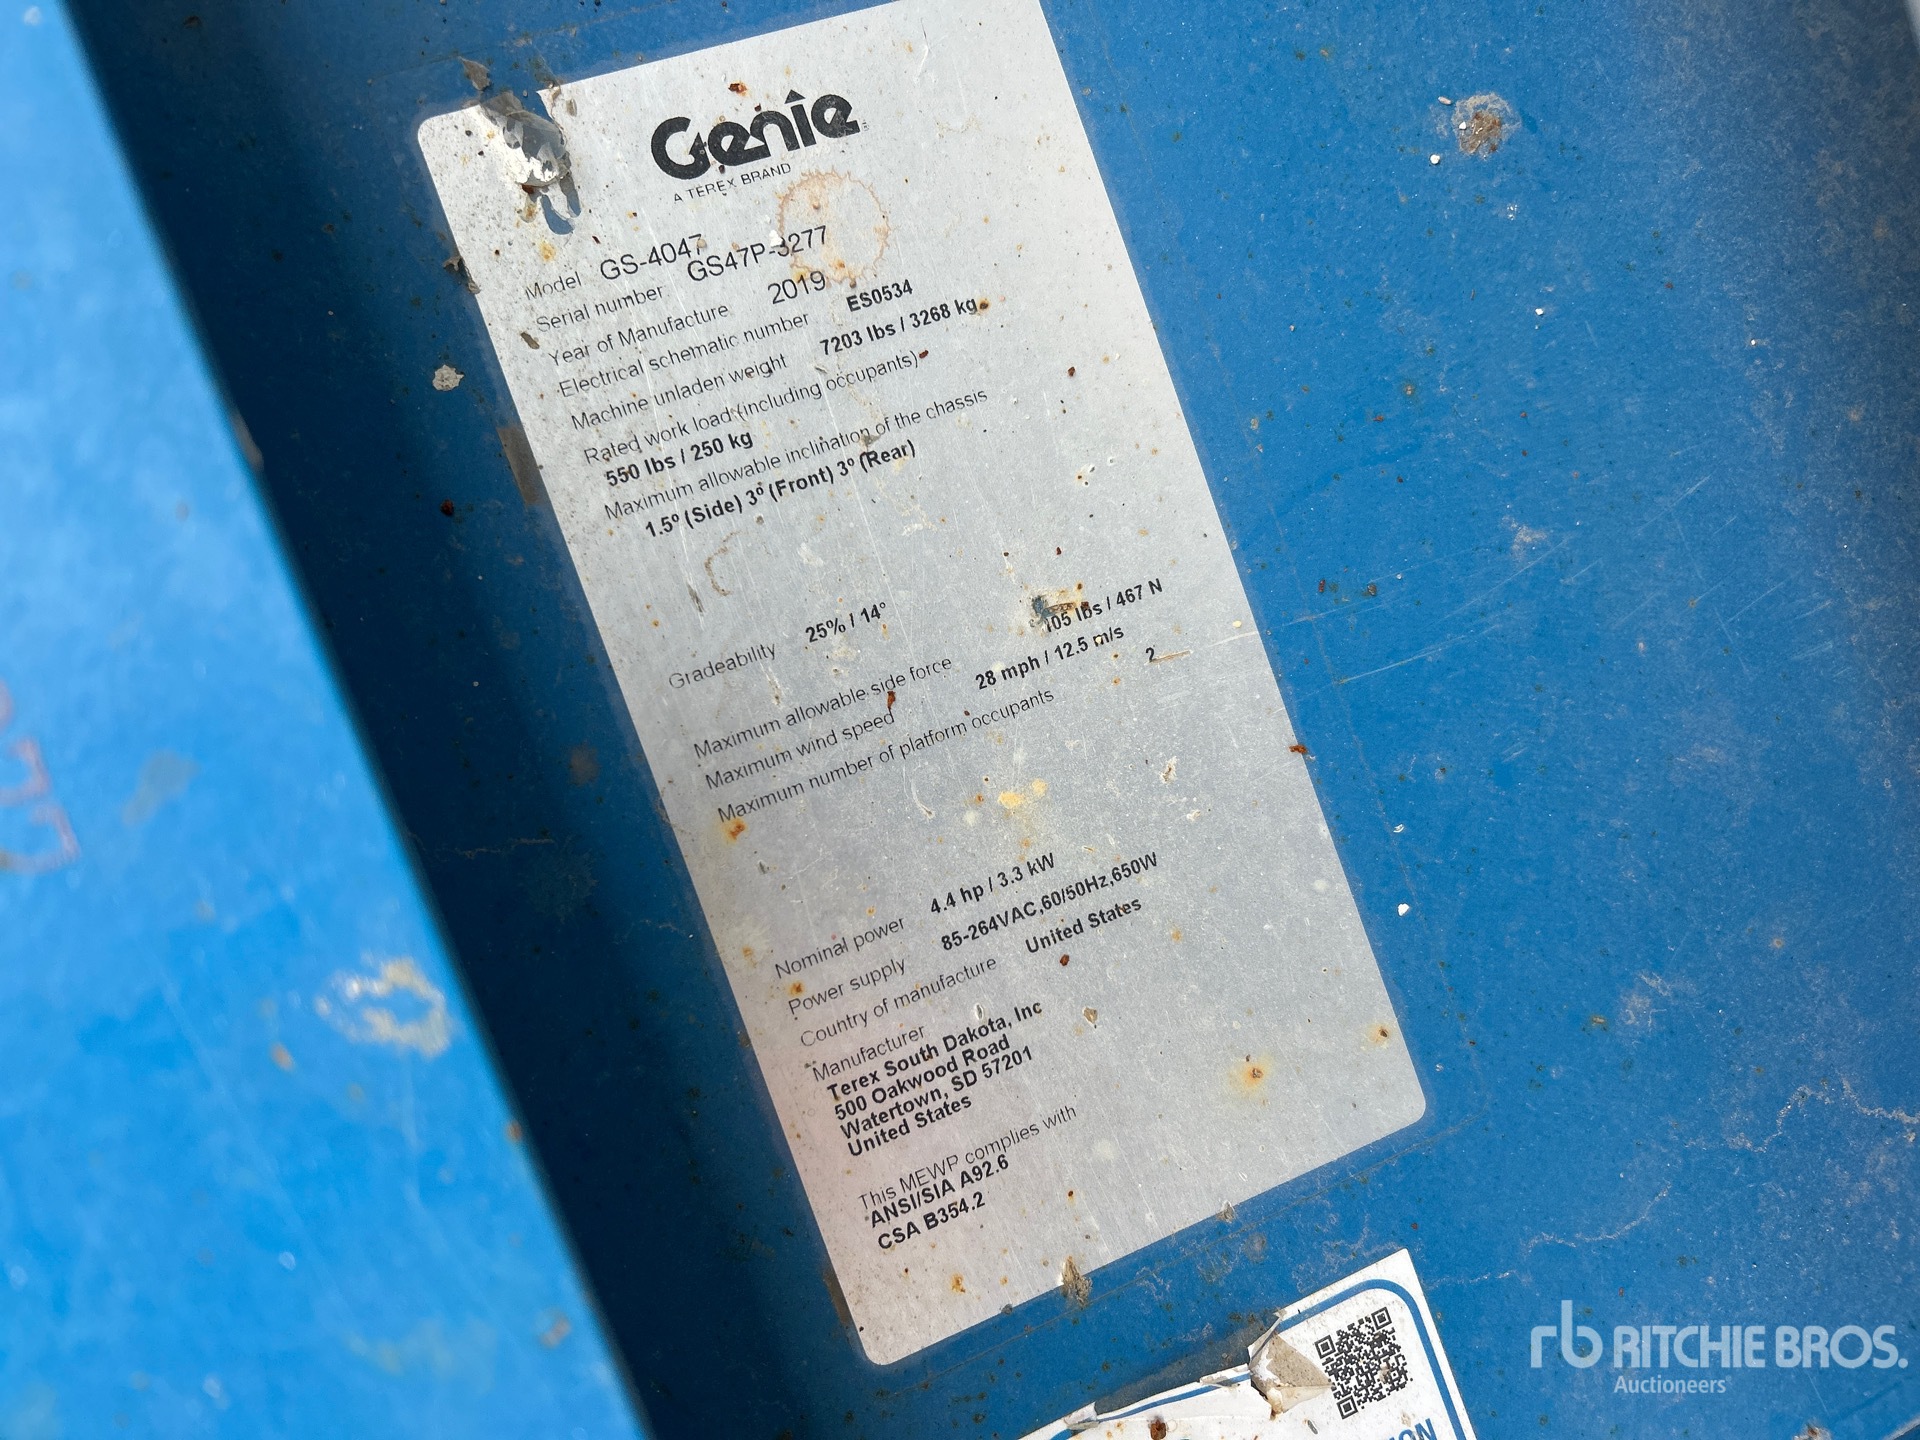 Genie
A TEREX BRAND
Model GS-4047
Serial number GS47P-3277
Year of Manufacture 2019
Electrical schematic number ES0534
Machine unladen weight 7203 lbs / 3268 kg
Rated work load (including occupants)
550 lbs / 250 kg
Maximum allowable inclination of the chassis
1.5° (Side) 3° (Front) 3° (Rear)
Gradeability 25% / 14°
Maximum allowable side force 105 lbs / 467 N
Maximum wind speed 28 mph / 12.5 m/s
Maximum number of platform occupants 2
Nominal power 4.4 hp / 3.3 kW
Power supply 85-264VAC,60/50Hz,650W
Country of manufacture United States
Manufacturer
Terex South Dakota, Inc
500 Oakwood Road
Watertown, SD 57201
United States
This MEWP complies with
ANSI/SIA A92.6
CSA B354.2
rb RITCHIE BROS.
Auctioneers